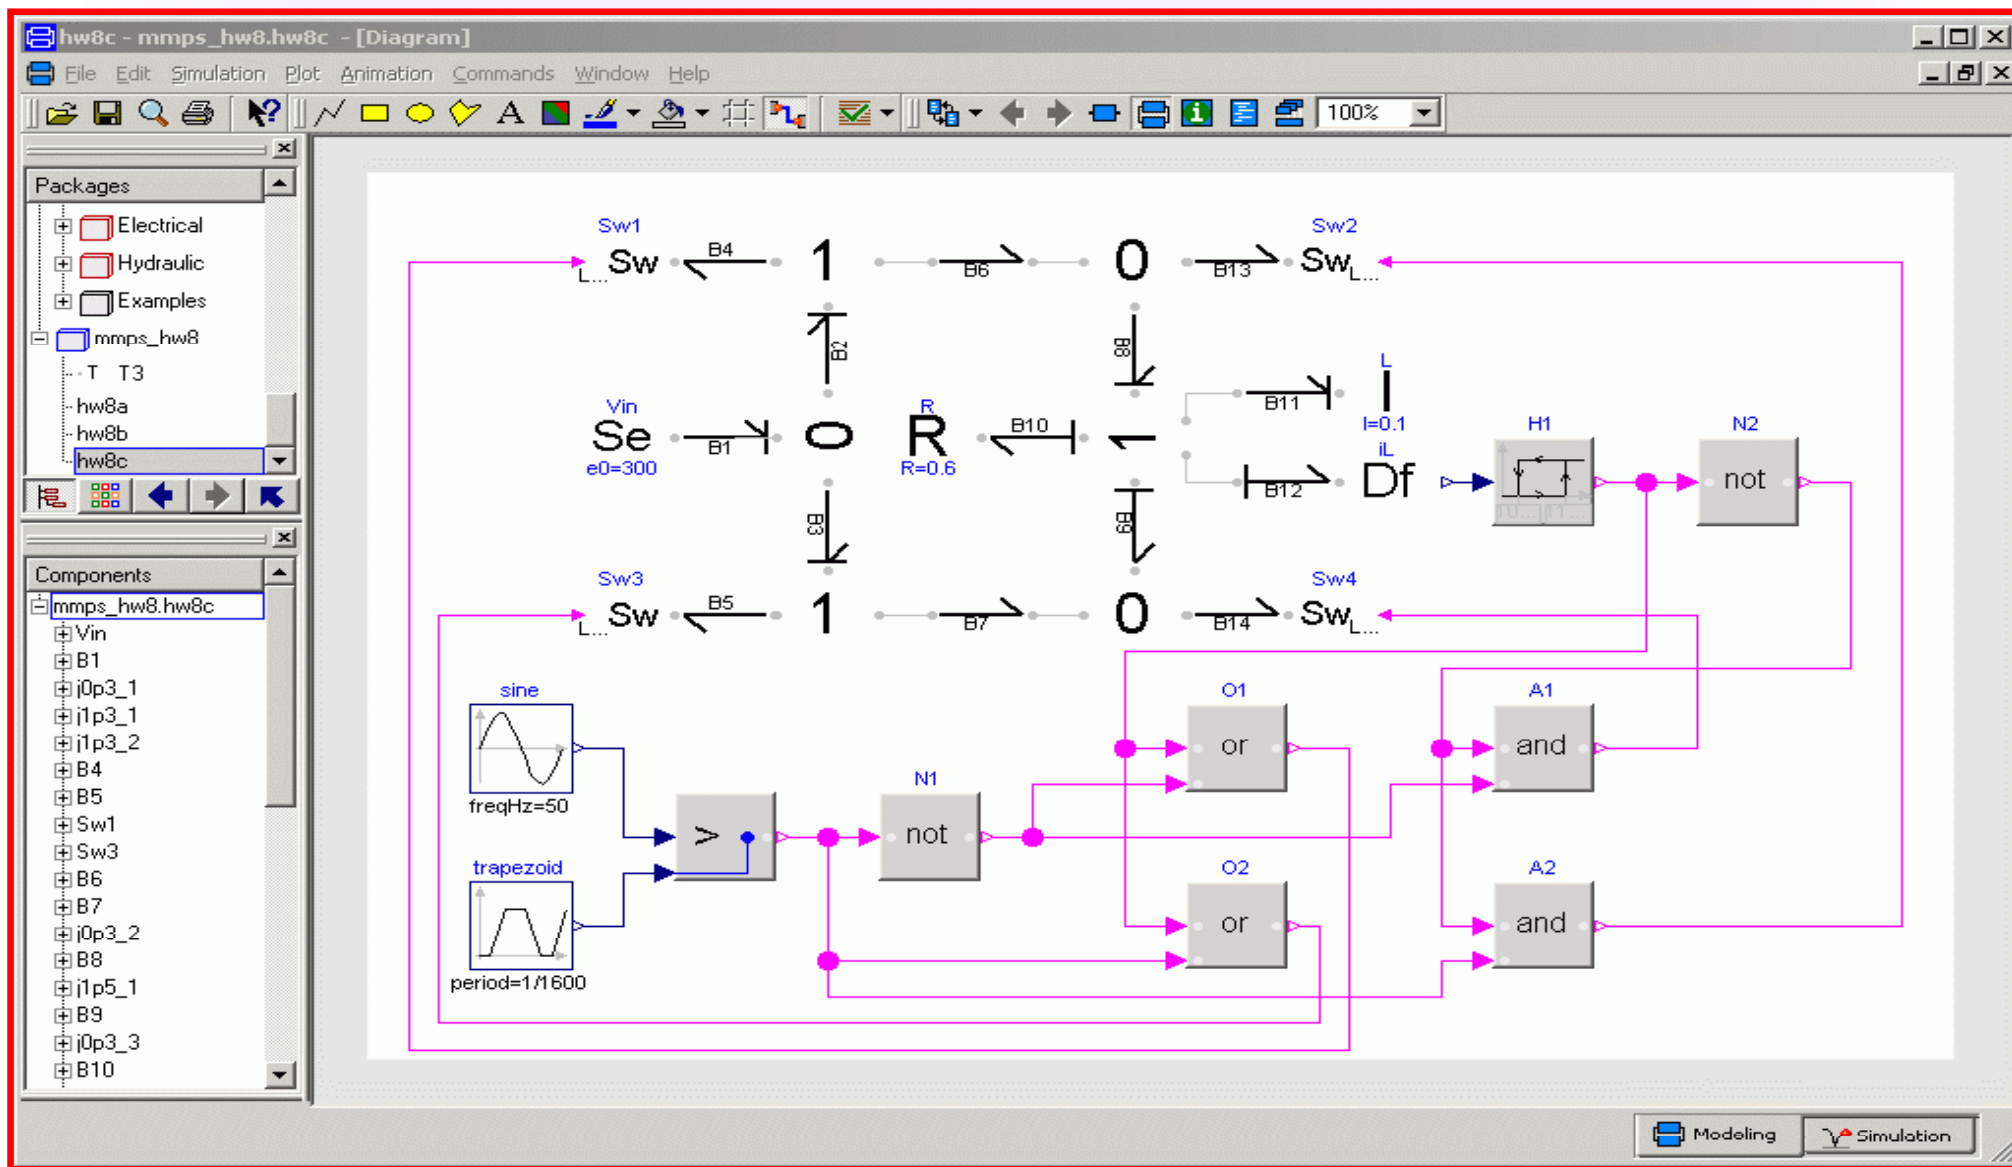 hw8c - mmps_hw8.hw8c - [Diagram]
File Edit Simulation Plot Animation Commands Window Help
A 100%
Packages
Electrical
Hydraulic
Examples
mmps_hw8
T T3
hw8a
hw8b
hw8c
Components
mmps_hw8.hw8c
Vin
B1
j0p3_1
j1p3_1
j1p3_2
B4
B5
Sw1
Sw3
B6
B7
j0p3_2
B8
j1p5_1
B9
j0p3_3
B10
Sw1 Sw2
L... Sw B4 1 B6 0 B13 Sw L...
B2 B8
L
B11 I
I=0.1
Vin R iL H1 N2
Se B1 0 R B10 1 B12 Df not
e0=300 R=0.6
B3 B9
Sw3 Sw4
L... Sw B5 1 B7 0 B14 Sw L...
sine O1 A1
or and
freqHz=50 N1
> not
trapezoid O2 A2
or and
period=1/1600
Modeling Simulation